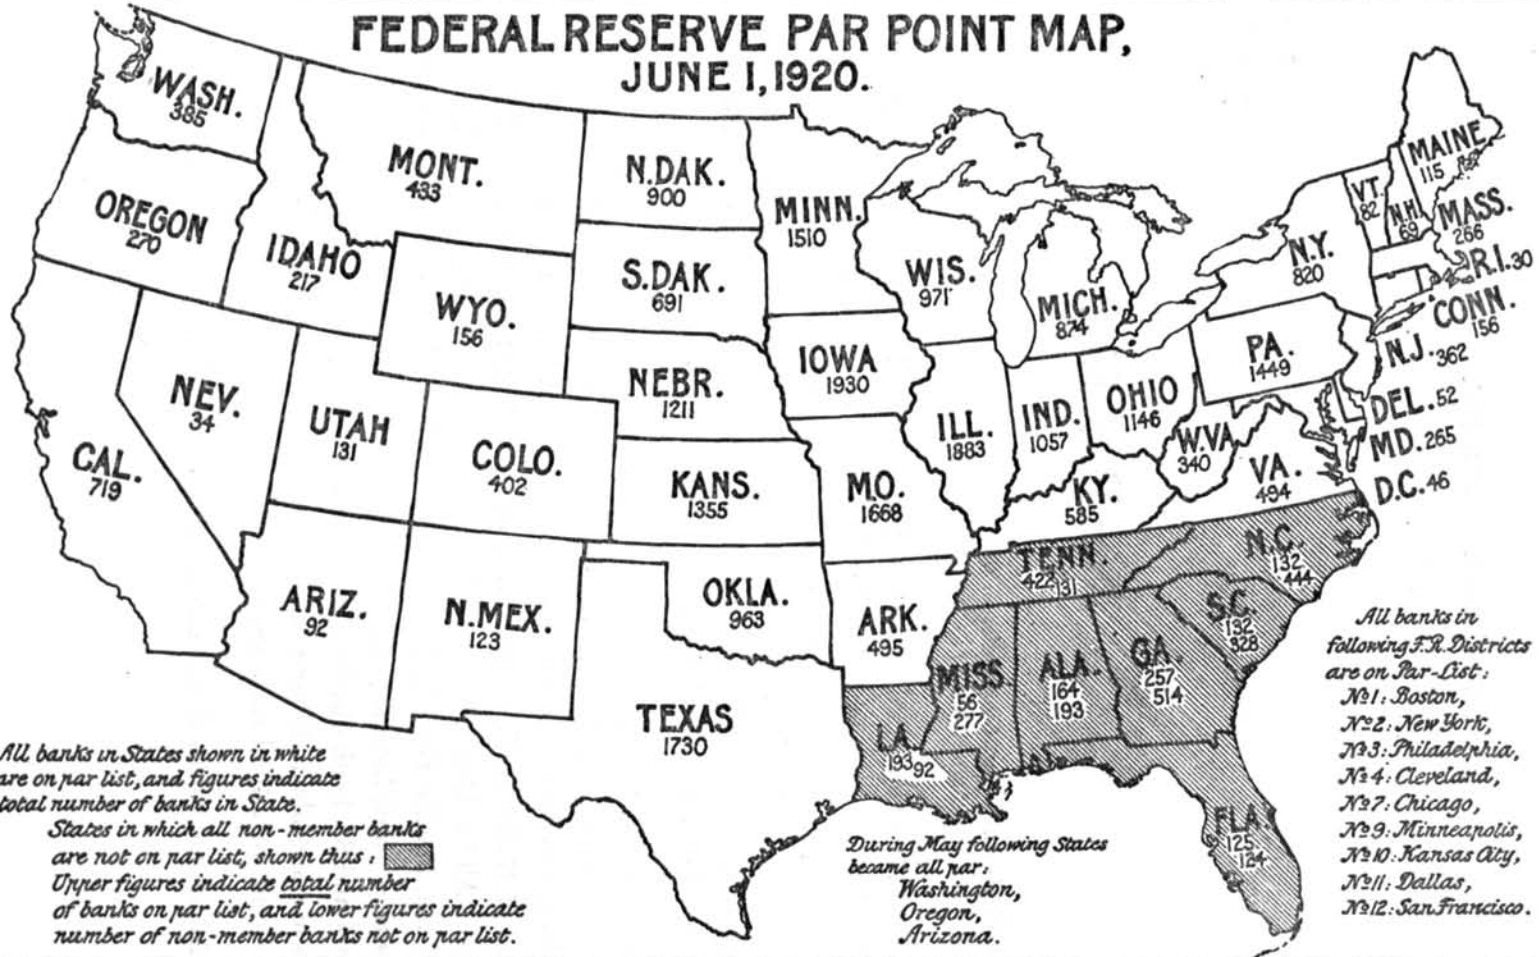 FEDERAL RESERVE PAR POINT MAP,
JUNE 1, 1920.
WASH.
385
OREGON
270
CAL.
719
NEV.
34
IDAHO
217
MONT.
433
WYO.
156
UTAH
131
COLO.
402
ARIZ.
92
N.MEX.
123
N.DAK.
900
S.DAK.
691
NEBR.
1211
KANS.
1355
OKLA.
963
TEXAS
1730
MINN.
1510
IOWA
1930
MO.
1668
ARK.
495
LA.
193 92
WIS.
971
ILL.
1883
MICH.
874
IND.
1057
OHIO
1146
KY.
585
TENN.
422 131
MISS
56
277
ALA.
164
193
GA.
257
514
FLA.
125
124
S.C.
132
328
N.C.
132
444
VA.
494
W.VA
340
PA.
1449
N.Y.
820
VT.
82
N.H.
69
MAINE
115
MASS.
266
R.I. 30
CONN.
156
N.J. 362
DEL. 52
MD. 265
D.C. 46
All banks in States shown in white
are on par list, and figures indicate
total number of banks in State.
States in which all non-member banks
are not on par list, shown thus:
Upper figures indicate total number
of banks on par list, and lower figures indicate
number of non-member banks not on par list.
During May following States
became all par:
Washington,
Oregon,
Arizona.
All banks in
following F.R. Districts
are on Par-List:
№1: Boston,
№2: New York,
№3: Philadelphia,
№4: Cleveland,
№7: Chicago,
№9: Minneapolis,
№10: Kansas City,
№11: Dallas,
№12: San Francisco.